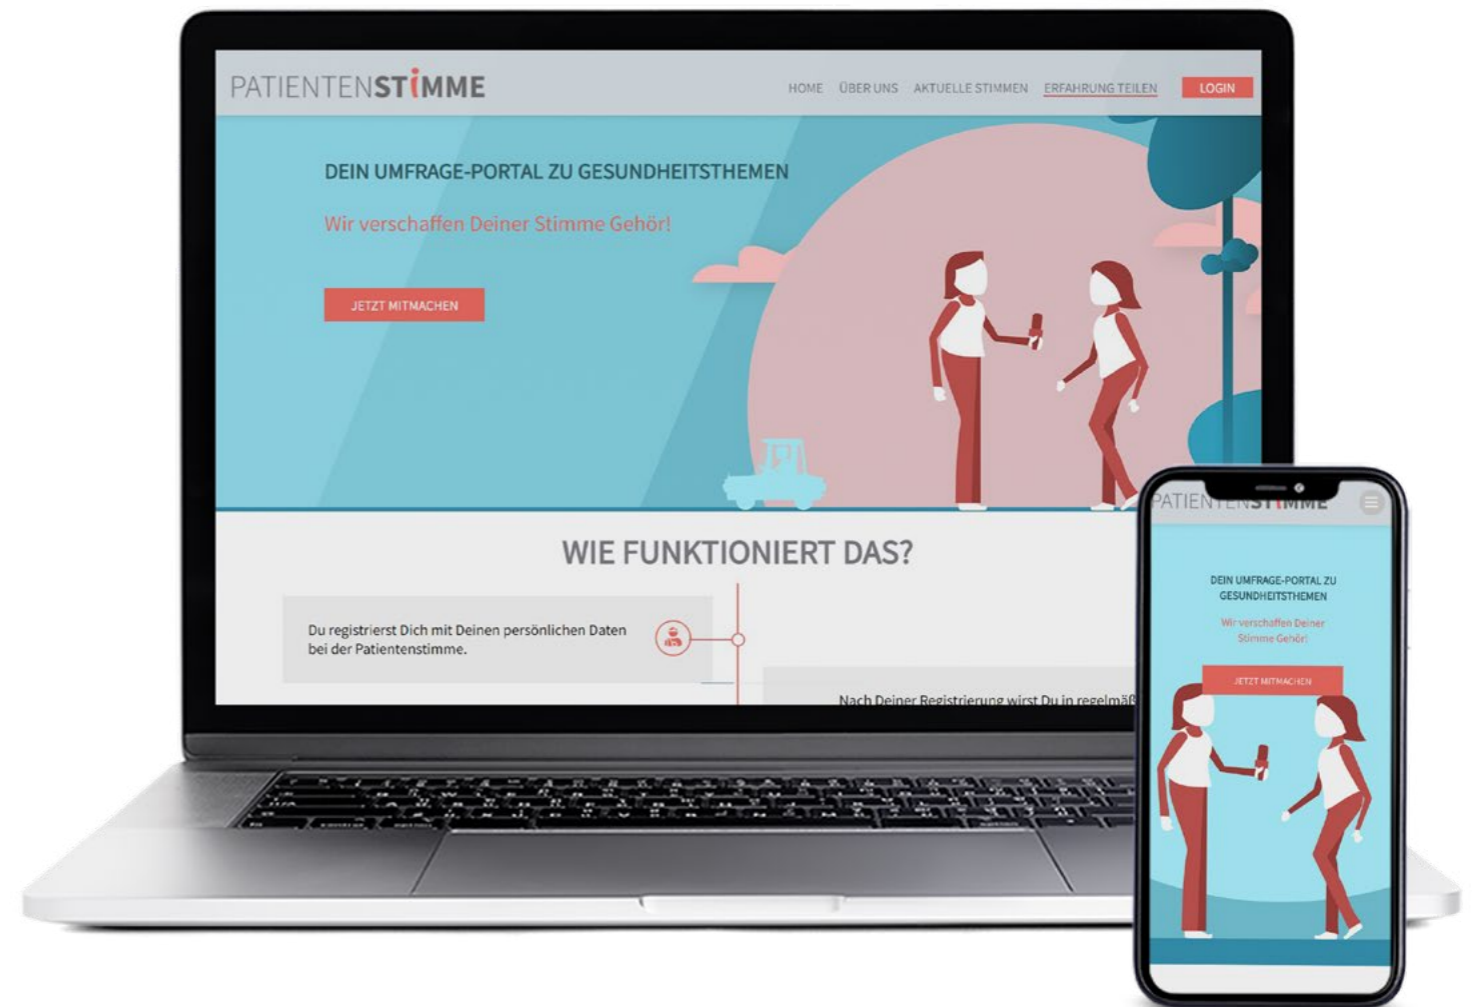 PATIENTENSTiMME
HOME ÜBER UNS AKTUELLE STIMMEN ERFAHRUNG TEILEN LOGIN
DEIN UMFRAGE-PORTAL ZU GESUNDHEITSTHEMEN
Wir verschaffen Deiner Stimme Gehör!
JETZT MITMACHEN
WIE FUNKTIONIERT DAS?
Du registrierst Dich mit Deinen persönlichen Daten
bei der Patientenstimme.
Nach Deiner Registrierung wirst Du in
PATIENTENSTiMME
DEIN UMFRAGE-PORTAL ZU
GESUNDHEITSTHEMEN
Wir verschaffen Deiner
Stimme Gehör!
JETZT MITMACHEN